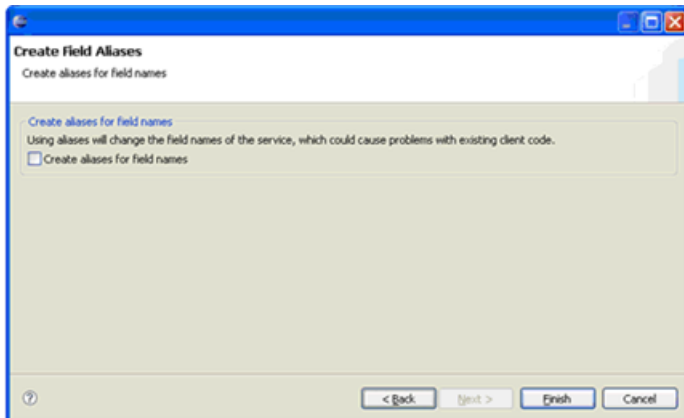 Create Field Aliases
Create aliases for field names
Create aliases for field names
Using aliases will change the field names of the service, which could cause problems with existing client code.
Create aliases for field names
? < Back Next > Finish Cancel